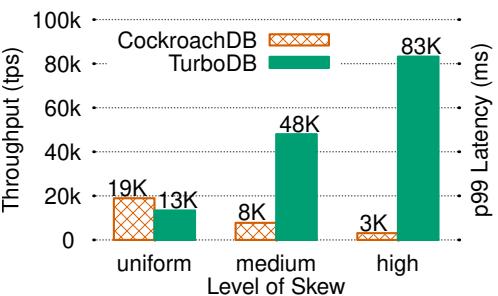 Throughput (tps)
100k
80k
60k
40k
20k
0
CockroachDB
TurboDB
19K
13K
8K
48K
3K
83K
uniform
medium
high
Level of Skew
p99 Latency (ms)